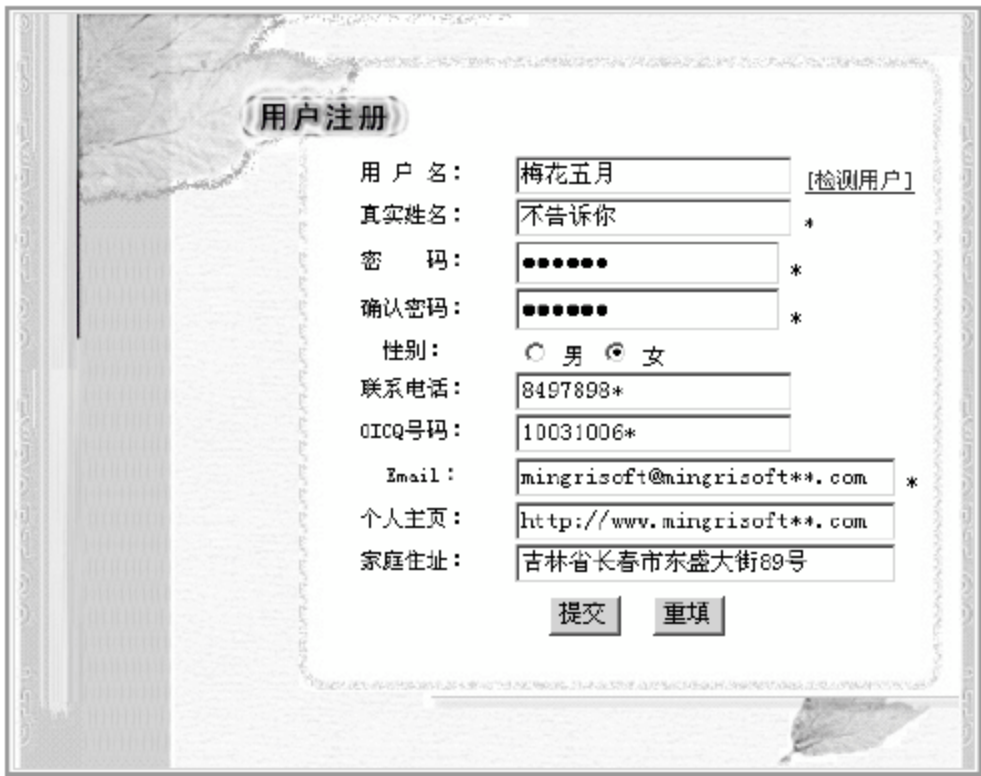 用户注册
用 户 名： 梅花五月 [检测用户]
真实姓名： 不告诉你 *
密 码： ●●●●●● *
确认密码： ●●●●●● *
性别： 男 女
联系电话： 8497898*
OICQ号码： 10031006*
Email： mingrisoft@mingrisoft**.com *
个人主页： http://www.mingrisoft**.com
家庭住址： 吉林省长春市东盛大街89号
提交 重填